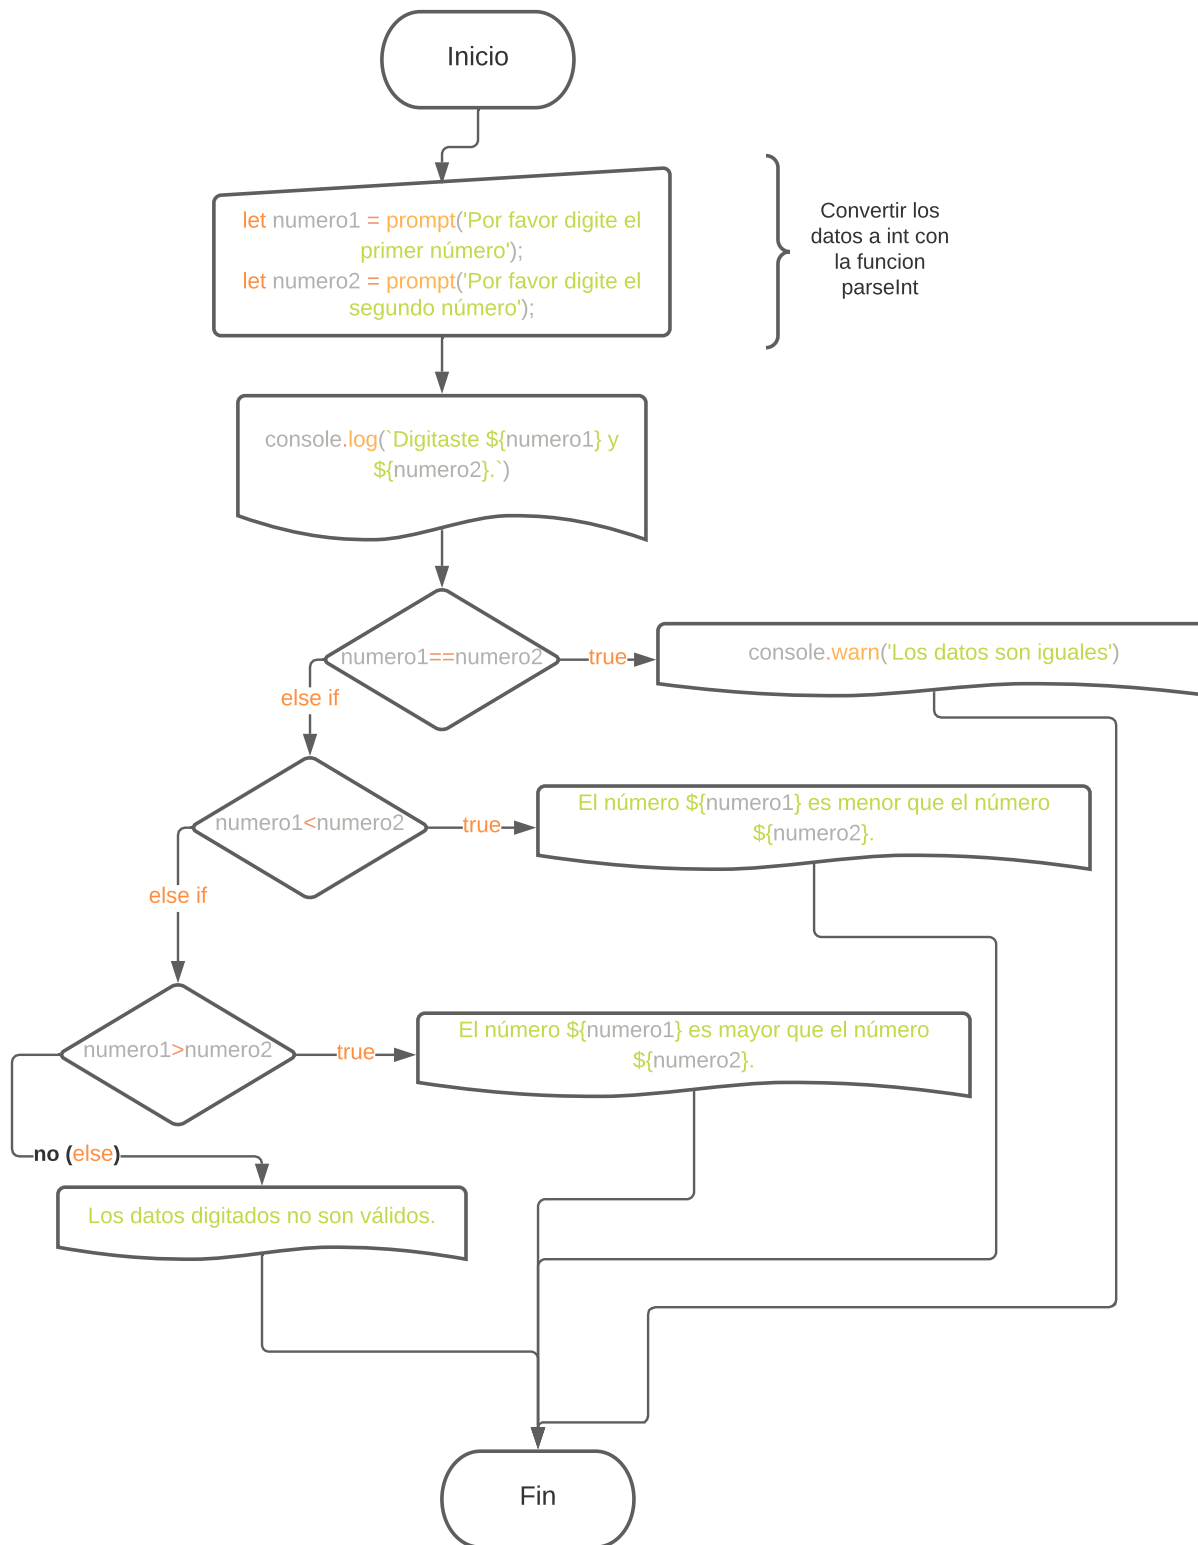 Inicio
let numero1 = prompt('Por favor digite el
primer número');
let numero2 = prompt('Por favor digite el
segundo número');
Convertir los
datos a int con
la funcion
parseInt
console.log(`Digitaste ${numero1} y
${numero2}.`)
numero1==numero2
true
console.warn('Los datos son iguales')
else if
numero1<numero2
true
El número ${numero1} es menor que el número
${numero2}.
else if
numero1>numero2
true
El número ${numero1} es mayor que el número
${numero2}.
no (else)
Los datos digitados no son válidos.
Fin